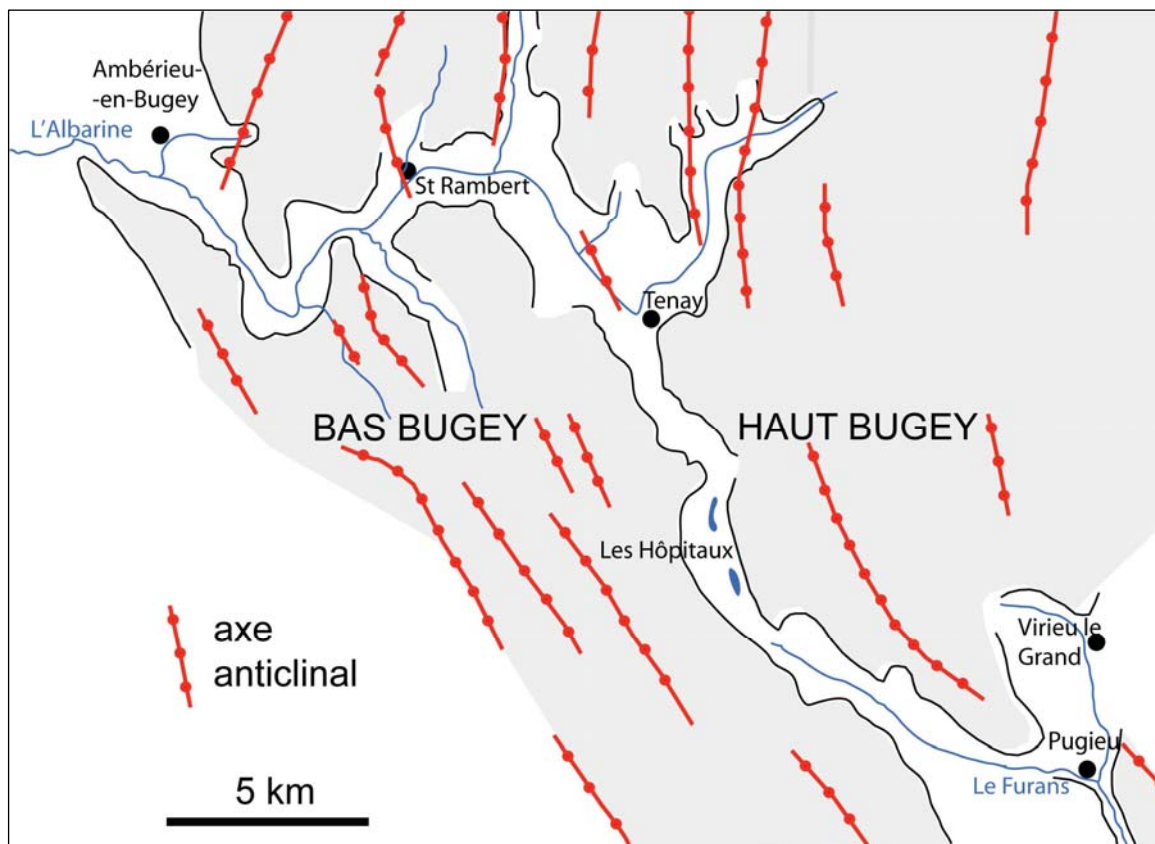 Ambérieu-
-en-Bugey
L'Albarine
St Rambert
Tenay
BAS BUGEY
HAUT BUGEY
Les Hôpitaux
axe
anticlinal
Virieu le
Grand
Pugieu
5 km
Le Furans